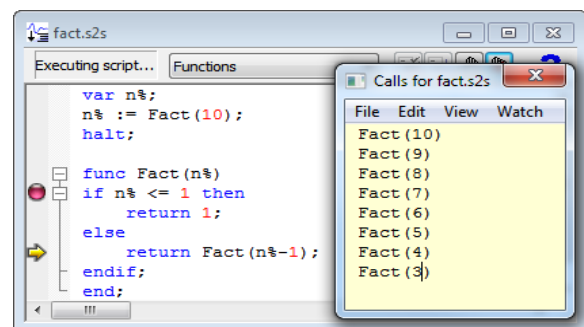 fact.s2s
Executing script... Functions
var n%;
n% := Fact(10);
halt;
func Fact(n%)
if n% <= 1 then
return 1;
else
return Fact(n%-1);
endif;
end;
Calls for fact.s2s
File Edit View Watch
Fact(10)
Fact(9)
Fact(8)
Fact(7)
Fact(6)
Fact(5)
Fact(4)
Fact(3)